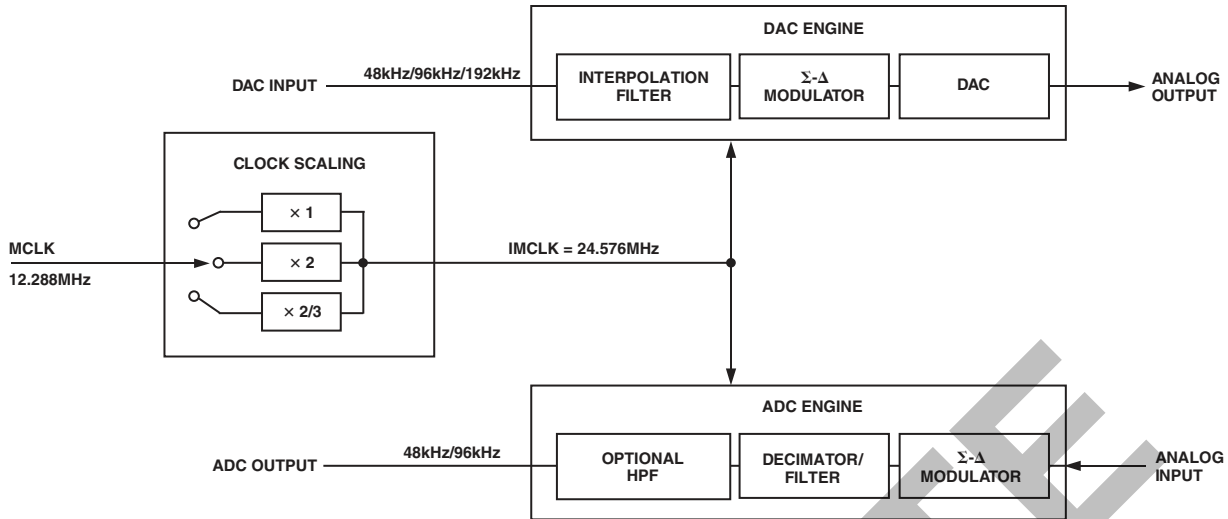 DAC ENGINE
DAC INPUT
48kHz/96kHz/192kHz
INTERPOLATION
FILTER
Σ-Δ
MODULATOR
DAC
ANALOG
OUTPUT
CLOCK SCALING
× 1
MCLK
12.288MHz
× 2
× 2/3
IMCLK = 24.576MHz
ADC ENGINE
ADC OUTPUT
48kHz/96kHz
OPTIONAL
HPF
DECIMATOR/
FILTER
Σ-Δ
MODULATOR
ANALOG
INPUT
TE